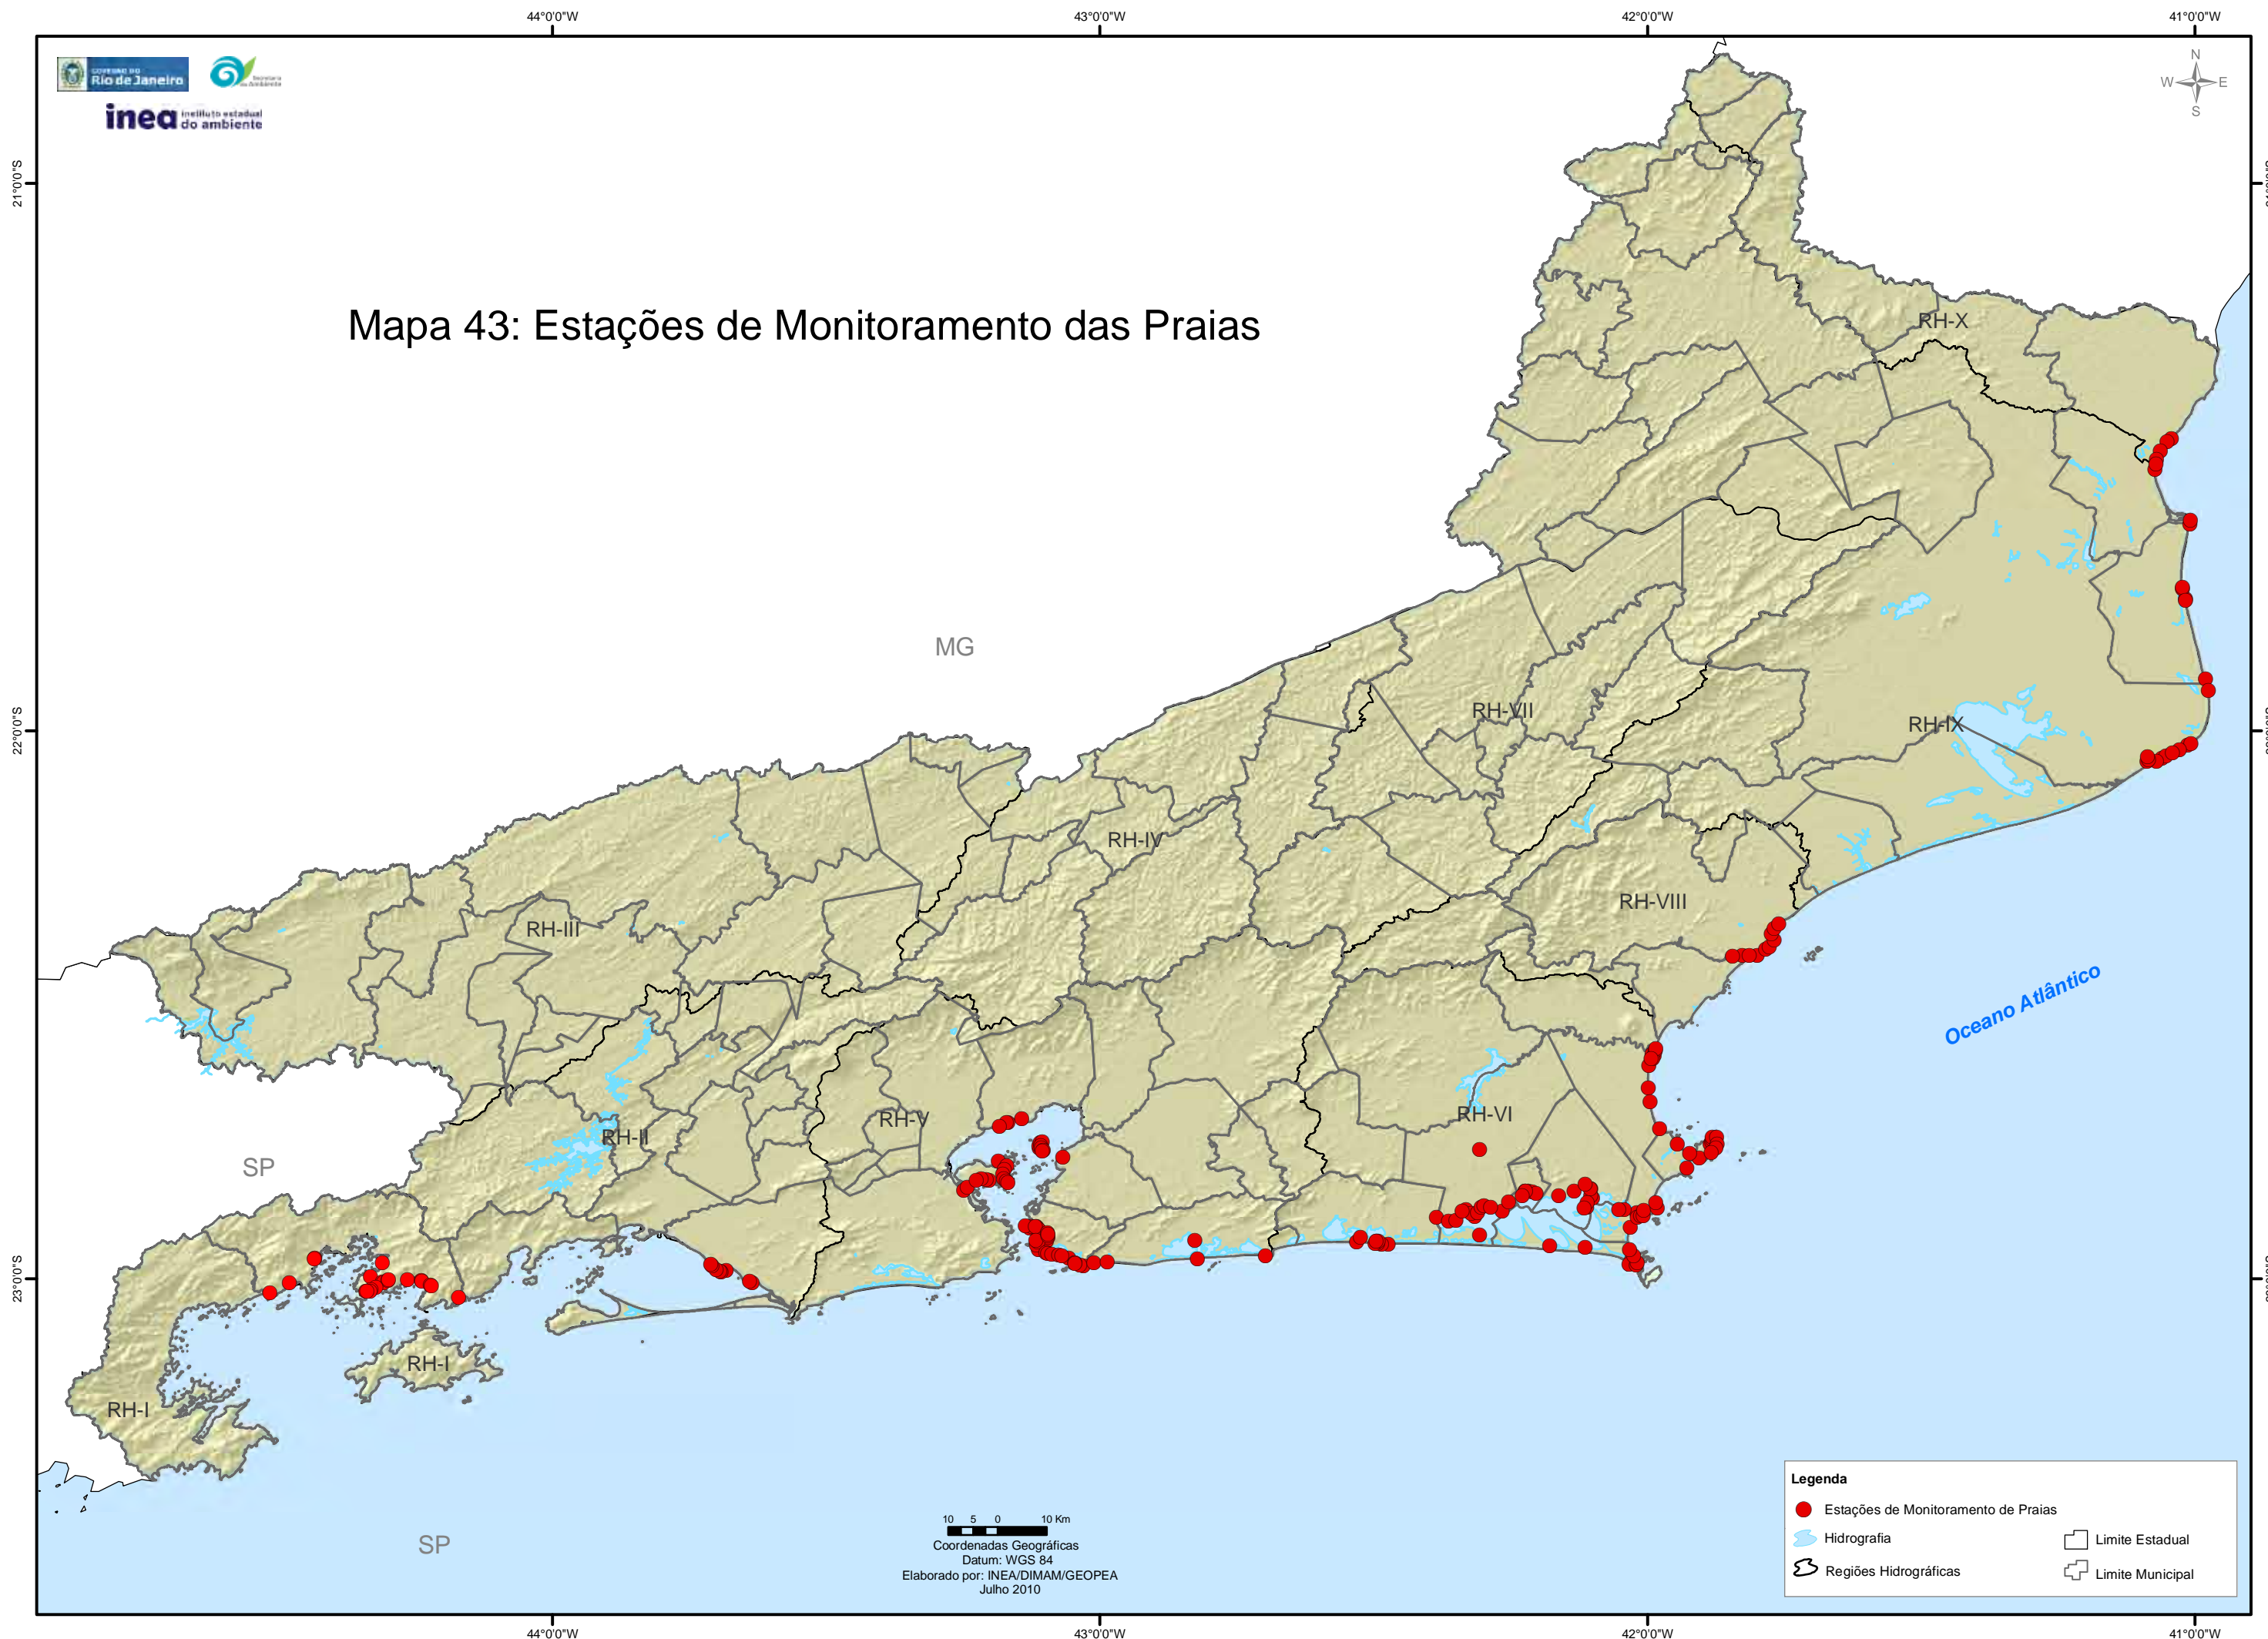 44°0'0"W 43°0'0"W 42°0'0"W 41°0'0"W
GOVERNO DO
Rio de Janeiro
Secretaria
do Ambiente
inea instituto estadual
do ambiente
N
W E
S
21°0'0"S
Mapa 43: Estações de Monitoramento das Praias
RH-X
MG
RH-VII
RH-IX
22°0'0"S
RH-IV
RH-VIII
RH-III
Oceano Atlântico
RH-V
RH-VI
RH-II
SP
23°0'0"S
RH-I
RH-I
SP
10 5 0 10 Km
Coordenadas Geográficas
Datum: WGS 84
Elaborado por: INEA/DIMAM/GEOPEA
Julho 2010
Legenda
Estações de Monitoramento de Praias
Hidrografia
Limite Estadual
Regiões Hidrográficas
Limite Municipal
44°0'0"W 43°0'0"W 42°0'0"W 41°0'0"W